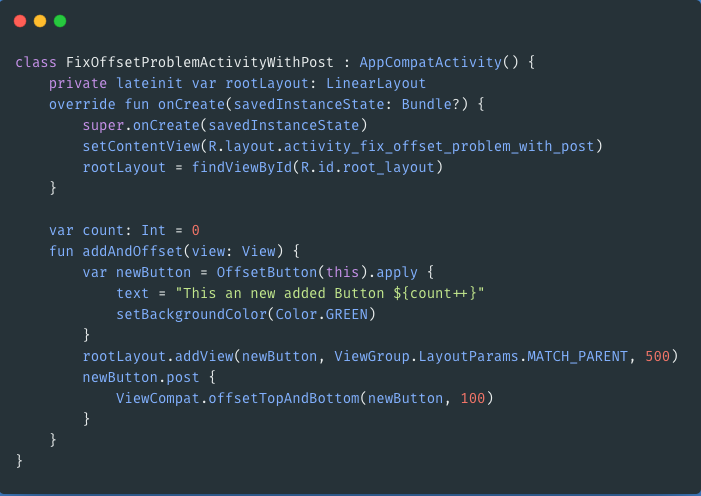 class FixOffsetProblemActivityWithPost : AppCompatActivity() {
    private lateinit var rootLayout: LinearLayout
    override fun onCreate(savedInstanceState: Bundle?) {
        super.onCreate(savedInstanceState)
        setContentView(R.layout.activity_fix_offset_problem_with_post)
        rootLayout = findViewById(R.id.root_layout)
    }

    var count: Int = 0
    fun addAndOffset(view: View) {
        var newButton = OffsetButton(this).apply {
            text = "This an new added Button ${count++}"
            setBackgroundColor(Color.GREEN)
        }
        rootLayout.addView(newButton, ViewGroup.LayoutParams.MATCH_PARENT, 500)
        newButton.post {
            ViewCompat.offsetTopAndBottom(newButton, 100)
        }
    }
}